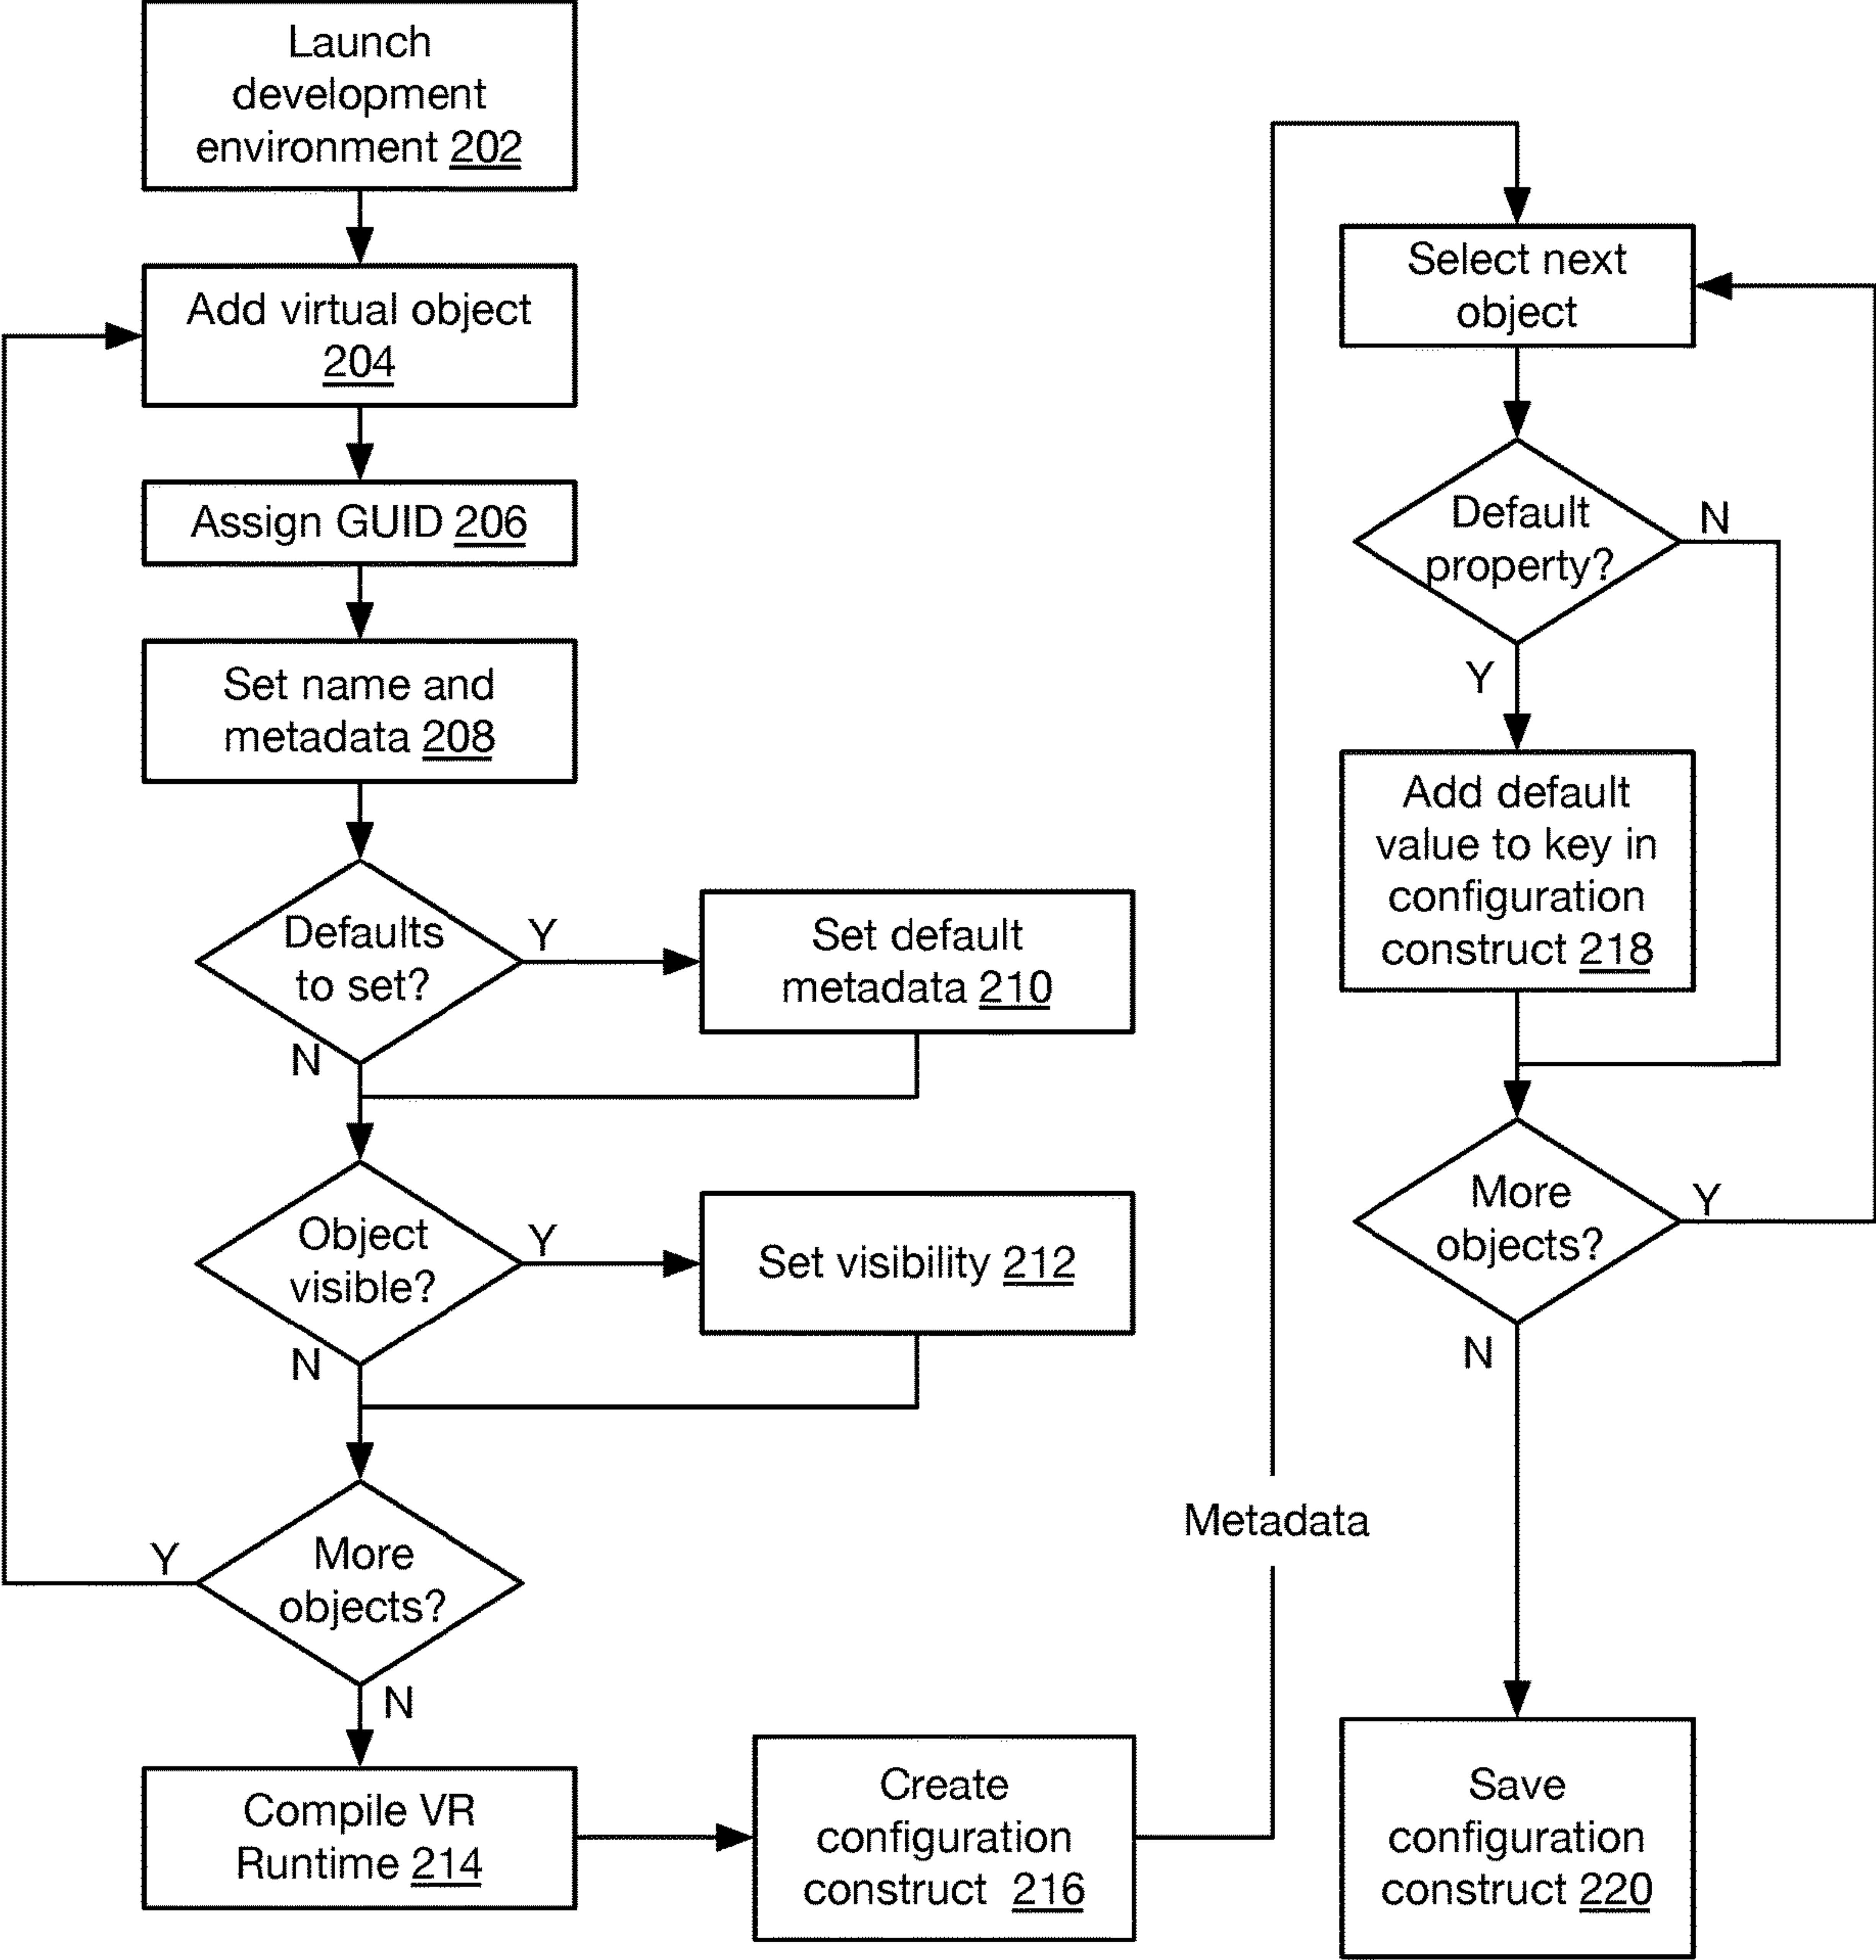 Launch
development
environment 202
Add virtual object
204
Assign GUID 206
Set name and
metadata 208
Defaults
to set?
Y
N
Set default
metadata 210
Object
visible?
Y
N
Set visibility 212
More
objects?
Y
N
Compile VR
Runtime 214
Create
configuration
construct 216
Metadata
Select next
object
Default
property?
N
Y
Add default
value to key in
configuration
construct 218
More
objects?
Y
N
Save
configuration
construct 220